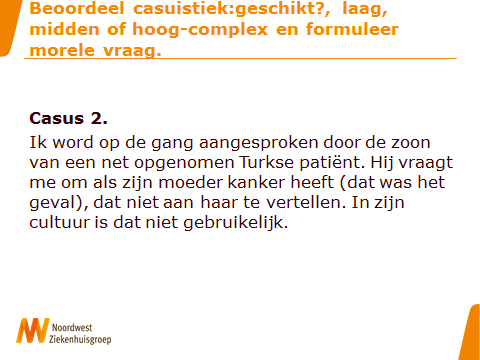 Beoordeel casuistiek:geschikt?, laag,
midden of hoog-complex en formuleer
morele vraag.
Casus 2.
Ik word op de gang aangesproken door de zoon
van een net opgenomen Turkse patiënt. Hij vraagt
me om als zijn moeder kanker heeft (dat was het
geval), dat niet aan haar te vertellen. In zijn
cultuur is dat niet gebruikelijk.
Noordwest
Ziekenhuisgroep